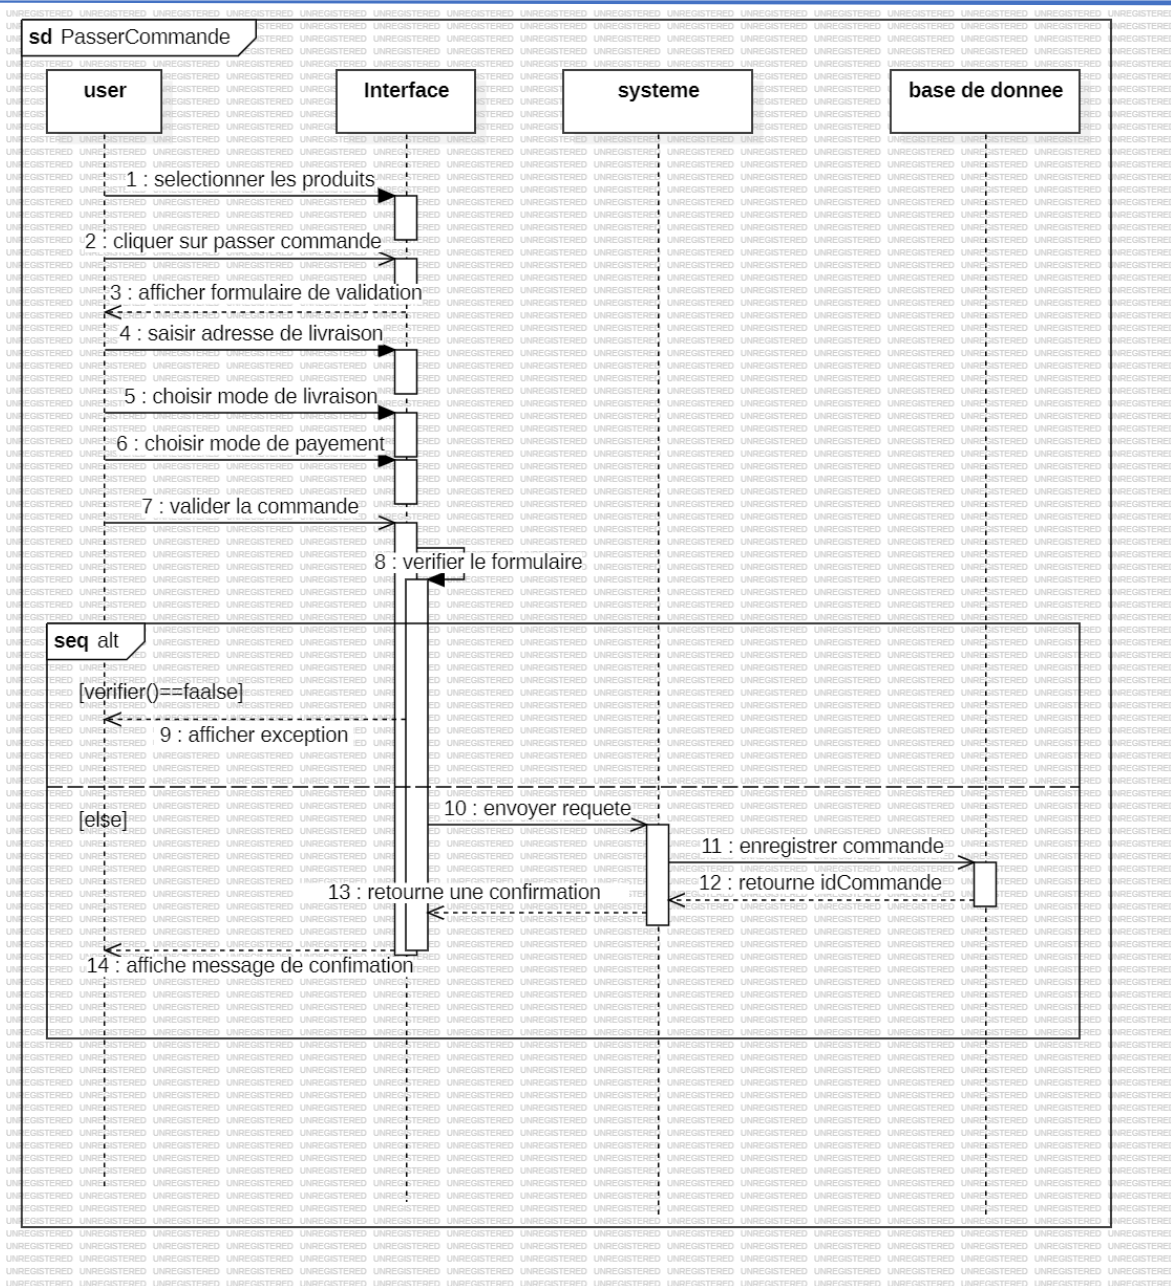 sd PasserCommande
user
Interface
systeme
base de donnee
1 : selectionner les produits
2 : cliquer sur passer commande
3 : afficher formulaire de validation
4 : saisir adresse de livraison
5 : choisir mode de livraison
6 : choisir mode de payement
7 : valider la commande
8 : verifier le formulaire
seq alt
[verifier()==faalse]
9 : afficher exception
[else]
10 : envoyer requete
11 : enregistrer commande
12 : retourne idCommande
13 : retourne une confirmation
14 : affiche message de confimation
UNREGISTERED